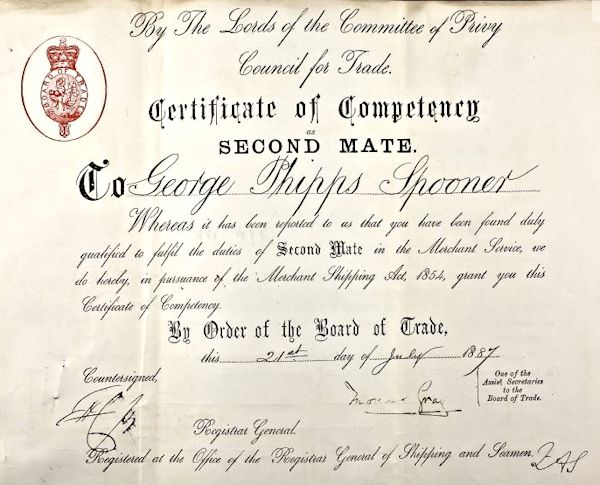 By The Lords of the Committee of Privy
Council for Trade.
BOARD OF TRADE
Certificate of Competency
as
SECOND MATE.
To George Phipps Spooner
Whereas it has been reported to us that you have been found duly
qualified to fulfil the duties of Second Mate in the Merchant Service, we
do hereby, in pursuance of the Merchant Shipping Act, 1854, grant you this
Certificate of Competency.
By Order of the Board of Trade,
this 21st day of July 1887
Countersigned,
One of the
Assist. Secretaries
to the
Board of Trade.
Gray
Registrar General.
Registered at the Office of the Registrar General of Shipping and Seamen,